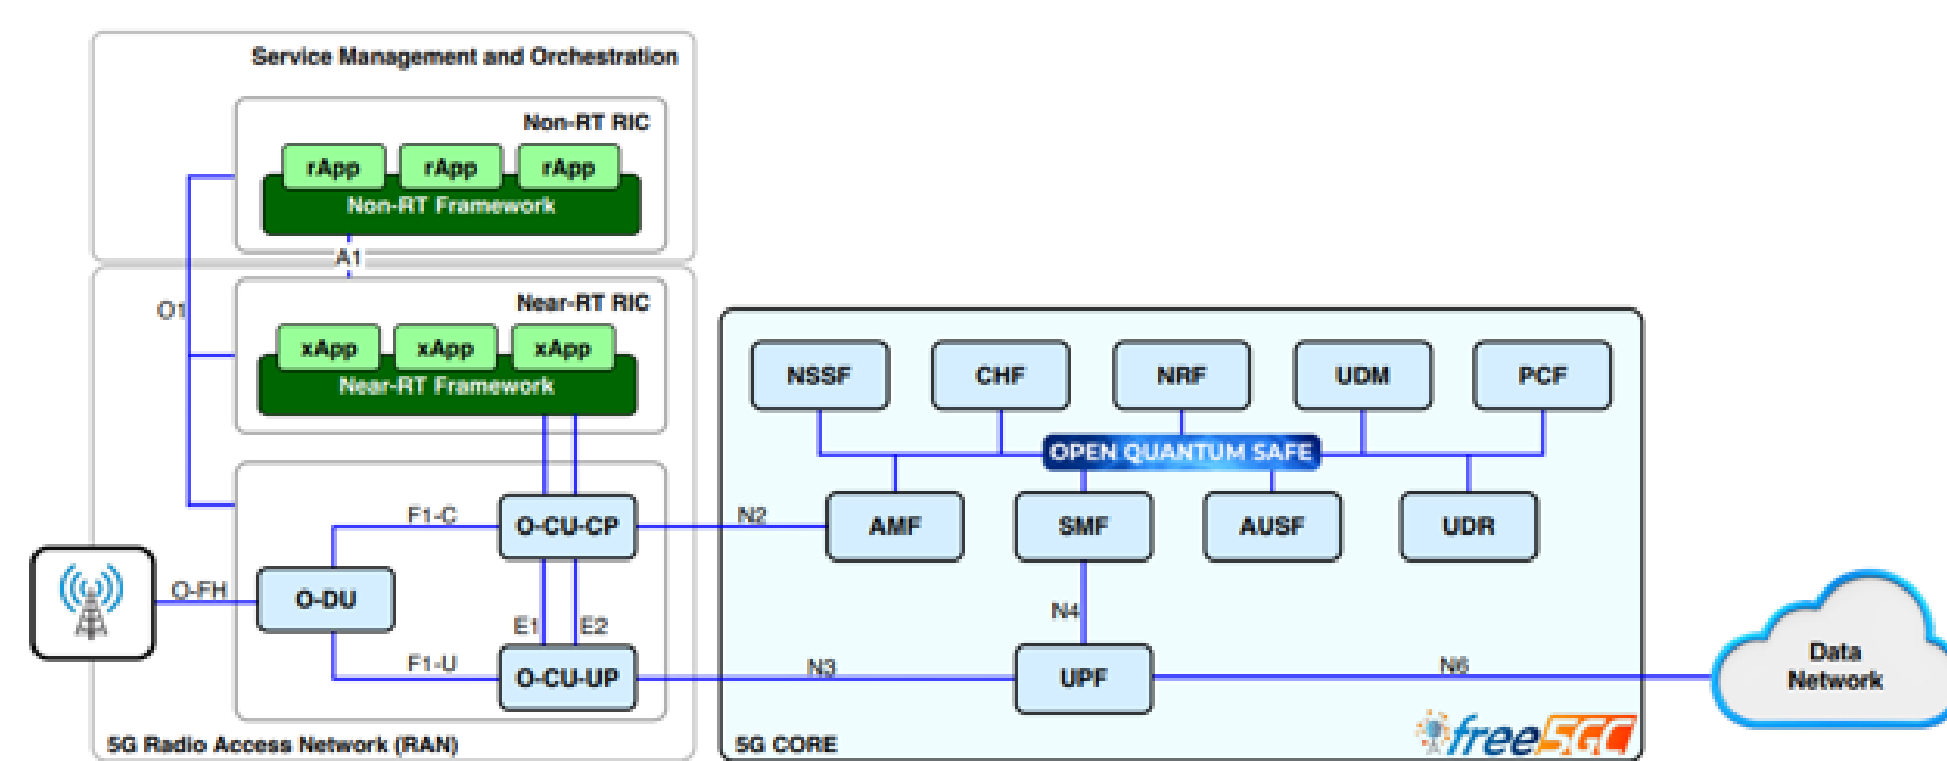 Service Management and Orchestration
Non-RT RIC
rApp
rApp
rApp
Non-RT Framework
A1
O1
Near-RT RIC
xApp
xApp
xApp
Near-RT Framework
F1-C
O-CU-CP
O-FH
O-DU
E1
E2
F1-U
O-CU-UP
5G Radio Access Network (RAN)
N2
N3
NSSF
CHF
NRF
UDM
PCF
OPEN QUANTUM SAFE
AMF
SMF
AUSF
UDR
N4
UPF
N6
5G CORE
free5GC
Data
Network